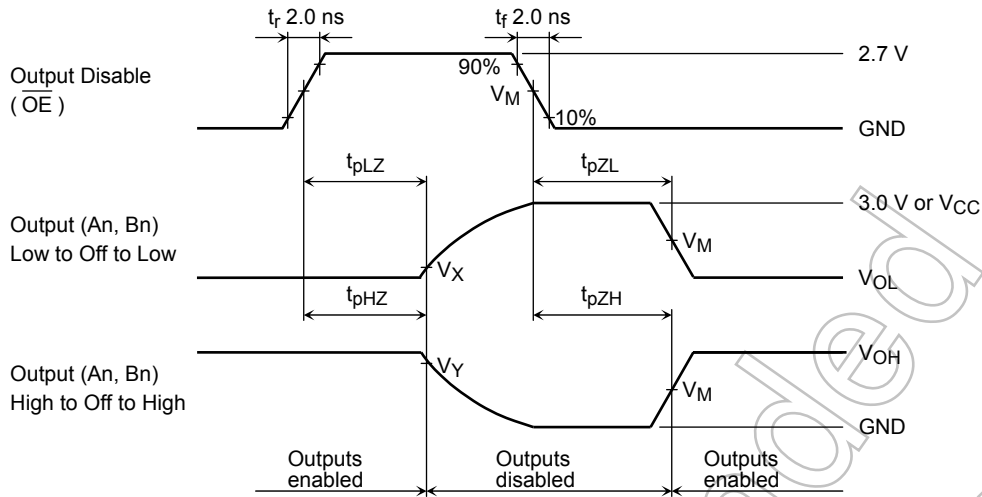 tr 2.0 ns
tf 2.0 ns
Output Disable
( OE )
90%
VM
10%
2.7 V
GND
tpLZ
tpZL
Output (An, Bn)
Low to Off to Low
VX
VM
3.0 V or VCC
VOL
tpHZ
tpZH
Output (An, Bn)
High to Off to High
VY
VM
VOH
GND
Outputs
enabled
Outputs
disabled
Outputs
enabled